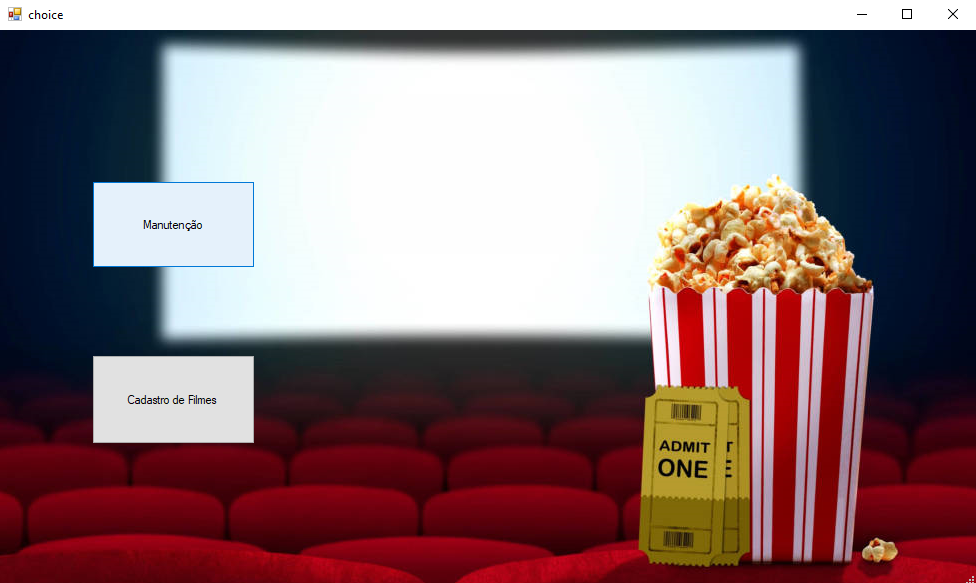 choice
Manutenção
Cadastro de Filmes
ADMIT
ONE
T
E